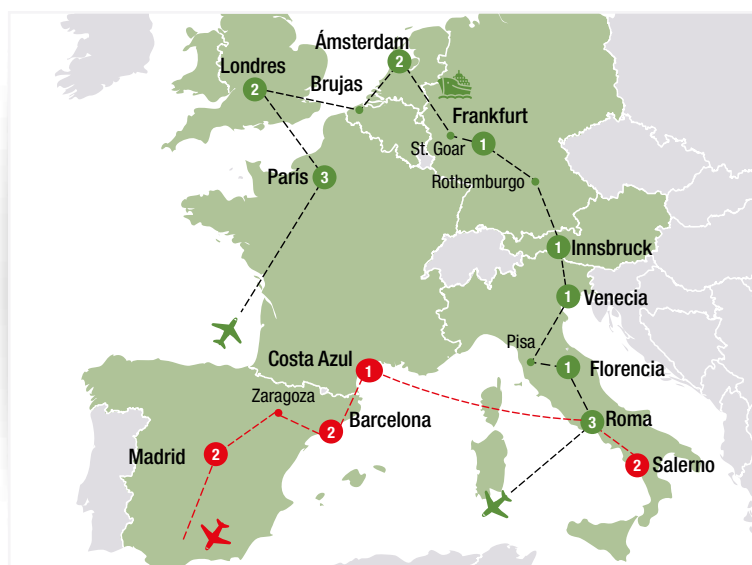 Ámsterdam
2
Londres
2
Brujas
Frankfurt
1
St. Goar
París
3
Rothemburgo
1
Innsbruck
1
Venecia
Pisa
Costa Azul
1
1
Florencia
Zaragoza
Barcelona
2
Roma
3
Madrid
2
2
Salerno